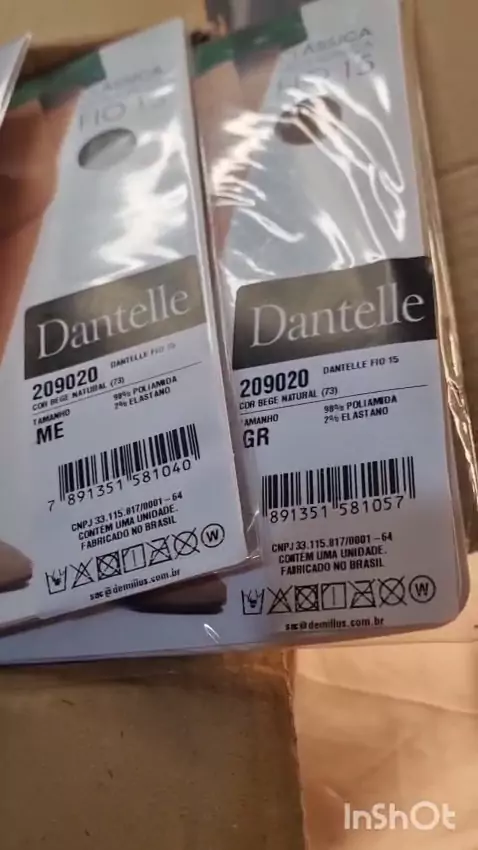 FIO 15
Dantelle
209020 DANTELLE FIO 15
COR BEGE NATURAL (73)
TAMANHO 98% POLIAMIDA
ME 2% ELASTANO
7 891351 581040
CNPJ 33.115.817/0001-64
CONTÉM UMA UNIDADE.
FABRICADO NO BRASIL
W
sac@demillus.com.br
Dantelle
209020 DANTELLE FIO 15
COR BEGE NATURAL (73)
TAMANHO 98% POLIAMIDA
GR 2% ELASTANO
891351 581057
CNPJ 33.115.817/0001-64
CONTÉM UMA UNIDADE.
FABRICADO NO BRASIL
W
sac@demillus.com.br
InShOt